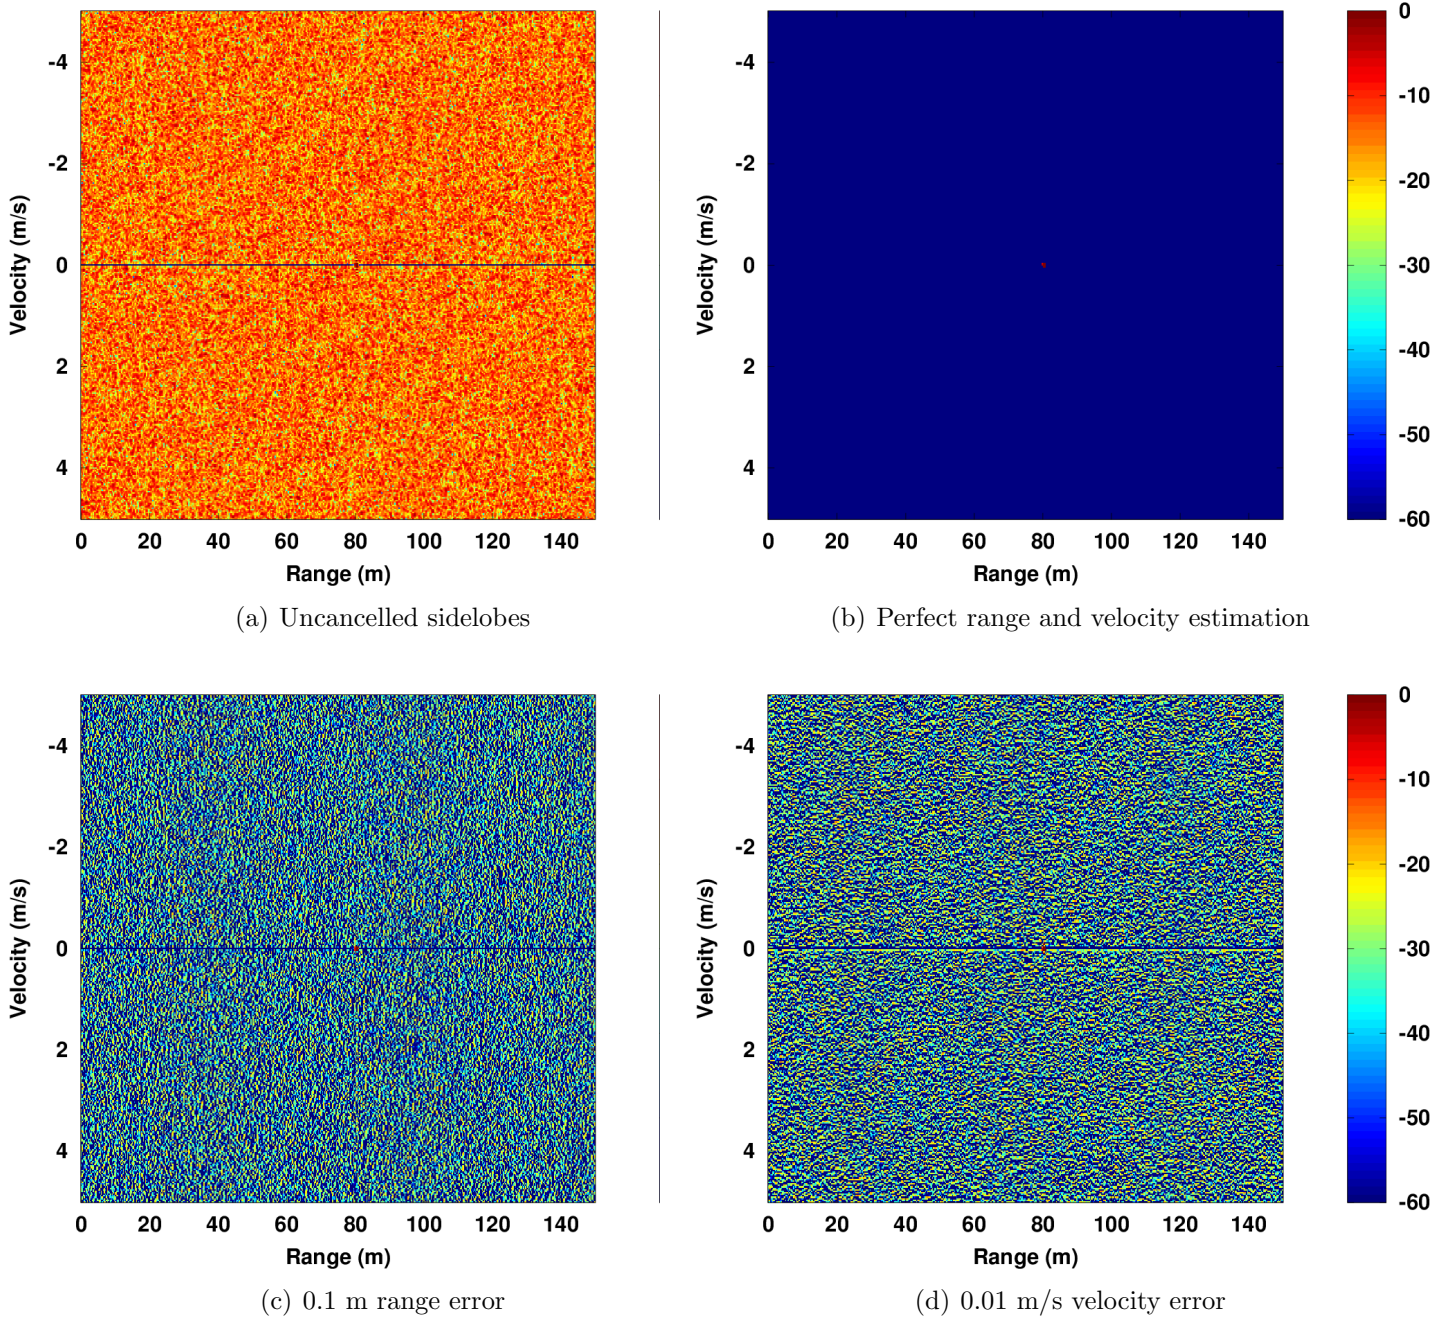 -4
-2
0
2
4
Velocity (m/s)
0 20 40 60 80 100 120 140
Range (m)
(a) Uncancelled sidelobes
-4
-2
0
2
4
Velocity (m/s)
0 20 40 60 80 100 120 140
Range (m)
(b) Perfect range and velocity estimation
0
-10
-20
-30
-40
-50
-60
-4
-2
0
2
4
Velocity (m/s)
0 20 40 60 80 100 120 140
Range (m)
(c) 0.1 m range error
-4
-2
0
2
4
Velocity (m/s)
0 20 40 60 80 100 120 140
Range (m)
(d) 0.01 m/s velocity error
0
-10
-20
-30
-40
-50
-60